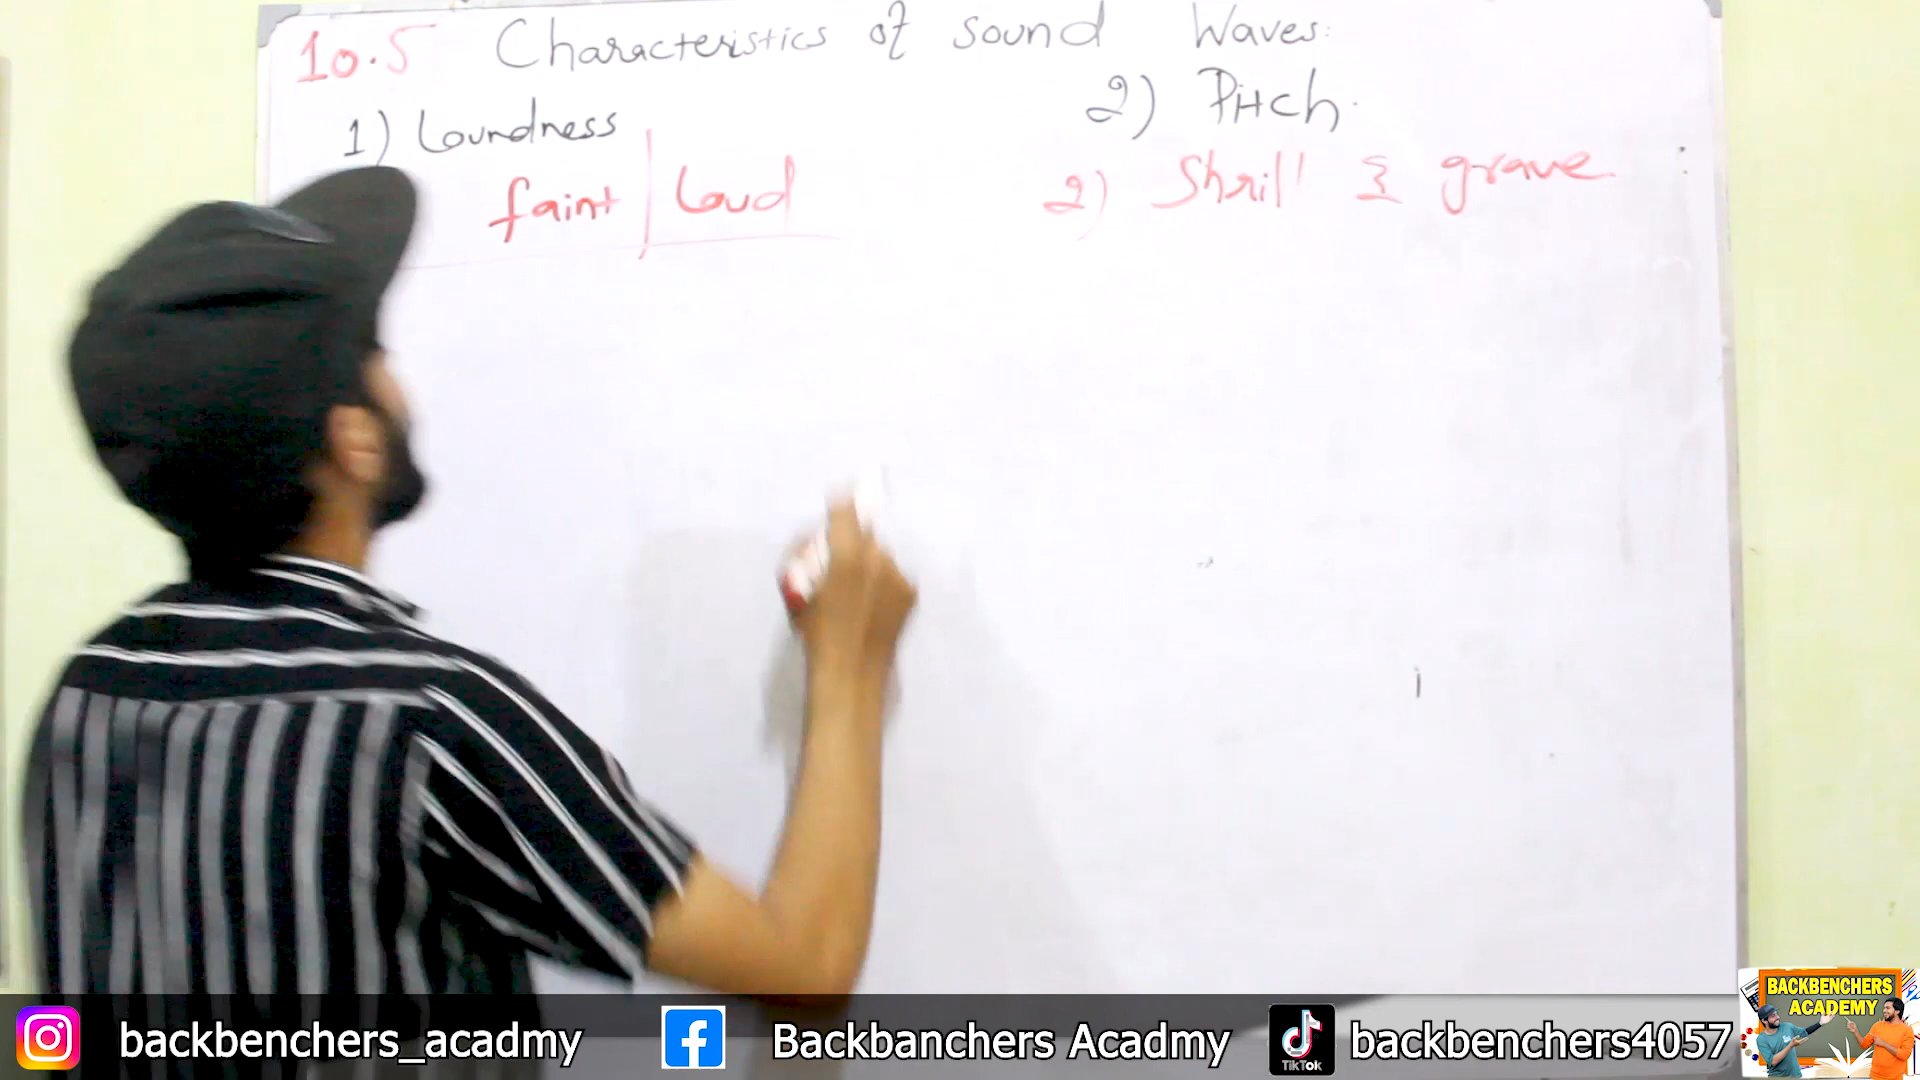 10.5 Characteristics of sound Waves:
1) Loundness
2) Pitch.
faint | Loud
2) Shrill & grave
backbenchers_acadmy
Backbanchers Acadmy
TikTok
backbenchers4057
BACKBENCHERS
ACADEMY